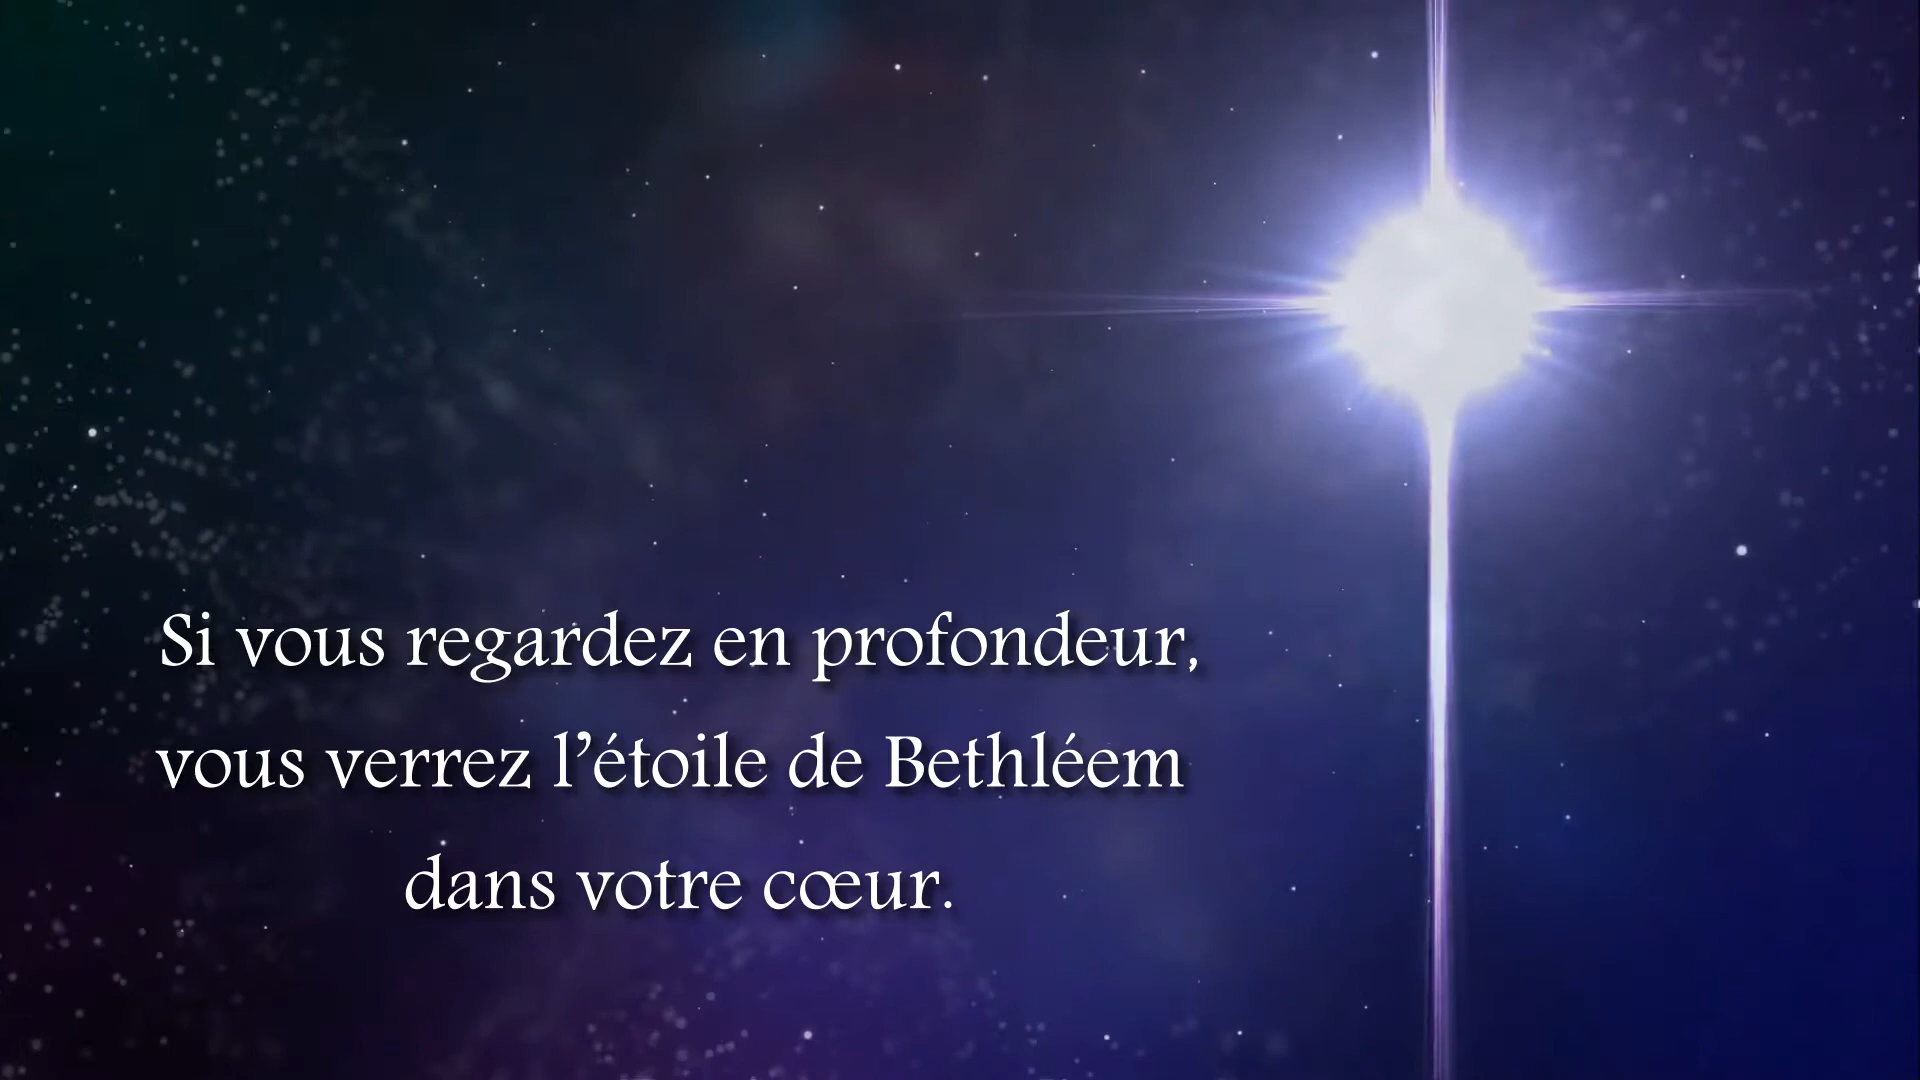 Si vous regardez en profondeur,
vous verrez l’étoile de Bethléem
dans votre cœur.